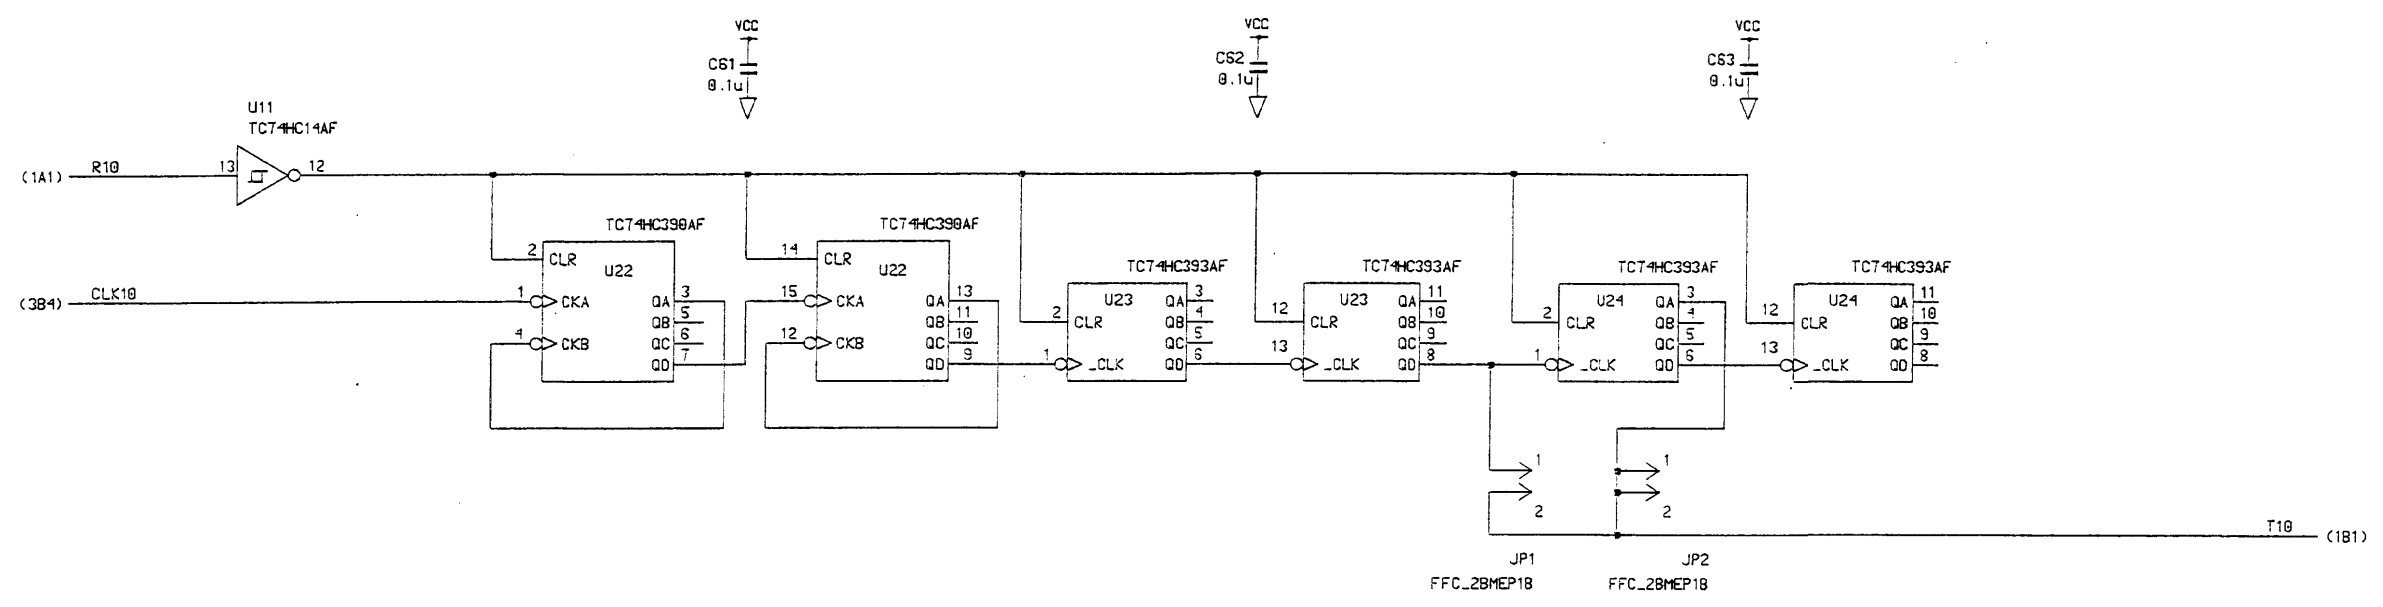 VCC VCC VCC
C61 C62 C63
0.1u 0.1u 0.1u
U11
TC74HC14AF
(1A1) R10 13 12
TC74HC390AF TC74HC390AF
2 CLR U22 14 CLR U22
TC74HC393AF TC74HC393AF TC74HC393AF TC74HC393AF
(3B4) CLK10 1 CKA QA 3 15 CKA QA 13 U23 QA 3 U23 QA 11 U24 QA 3 U24 QA 11
QB 5 QB 11 2 CLR QB 4 12 CLR QB 10 2 CLR QB 4 12 CLR QB 10
4 CKB QC 6 12 CKB QC 10 QC 5 QC 9 QC 5 QC 9
QD 7 QD 9 1 _CLK QD 6 13 _CLK QD 8 1 _CLK QD 6 13 _CLK QD 8
1 1
2 2
T10 (1B1)
JP1 JP2
FFC_2BMEP1B FFC_2BMEP1B